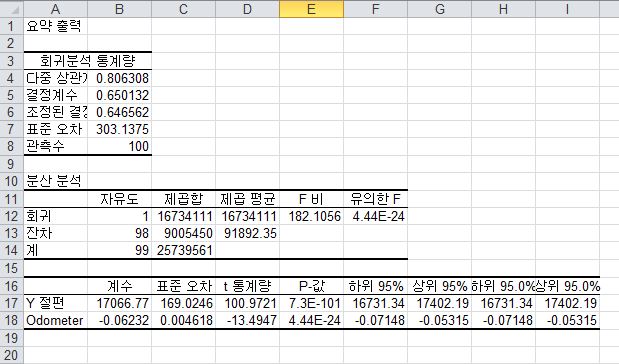 A B C D E F G H I
1 요약 출력
2
3 회귀분석 통계량
4 다중 상관계 0.806308
5 결정계수 0.650132
6 조정된 결정 0.646562
7 표준 오차 303.1375
8 관측수 100
9
10 분산 분석
11 자유도 제곱합 제곱 평균 F 비 유의한 F
12 회귀 1 16734111 16734111 182.1056 4.44E-24
13 잔차 98 9005450 91892.35
14 계 99 25739561
15
16 계수 표준 오차 t 통계량 P-값 하위 95% 상위 95% 하위 95.0% 상위 95.0%
17 Y 절편 17066.77 169.0246 100.9721 7.3E-101 16731.34 17402.19 16731.34 17402.19
18 Odometer -0.06232 0.004618 -13.4947 4.44E-24 -0.07148 -0.05315 -0.07148 -0.05315
19
20